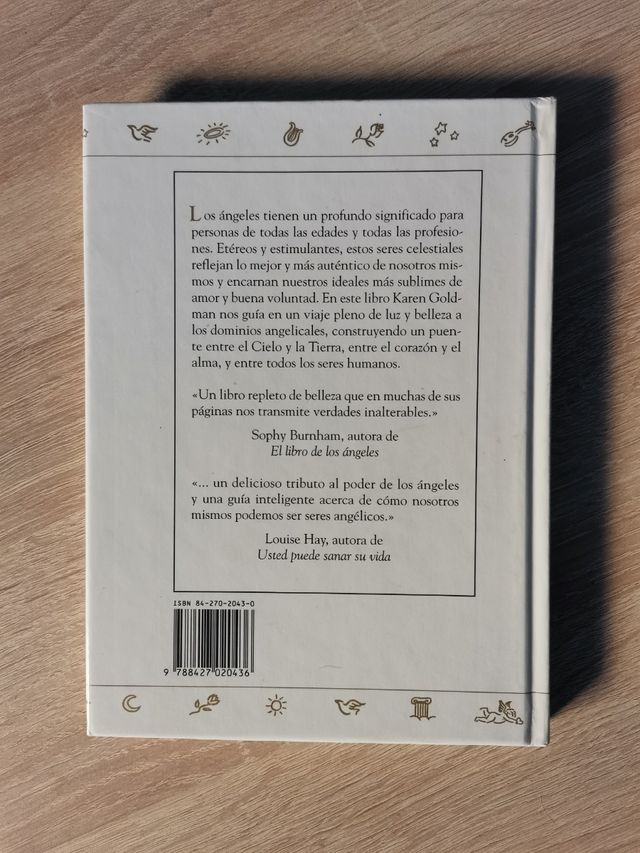 Los ángeles tienen un profundo significado para
personas de todas las edades y todas las profesio-
nes. Etéreos y estimulantes, estos seres celestiales
reflejan lo mejor y más auténtico de nosotros mis-
mos y encarnan nuestros ideales más sublimes de
amor y buena voluntad. En este libro Karen Gold-
man nos guía en un viaje pleno de luz y belleza a
los dominios angelicales, construyendo un puen-
te entre el Cielo y la Tierra, entre el corazón y el
alma, y entre todos los seres humanos.
«Un libro repleto de belleza que en muchas de sus
páginas nos transmite verdades inalterables.»
Sophy Burnham, autora de
El libro de los ángeles
«... un delicioso tributo al poder de los ángeles
y una guía inteligente acerca de cómo nosotros
mismos podemos ser seres angélicos.»
Louise Hay, autora de
Usted puede sanar su vida
ISBN 84-270-2043-0
9 788427 020436